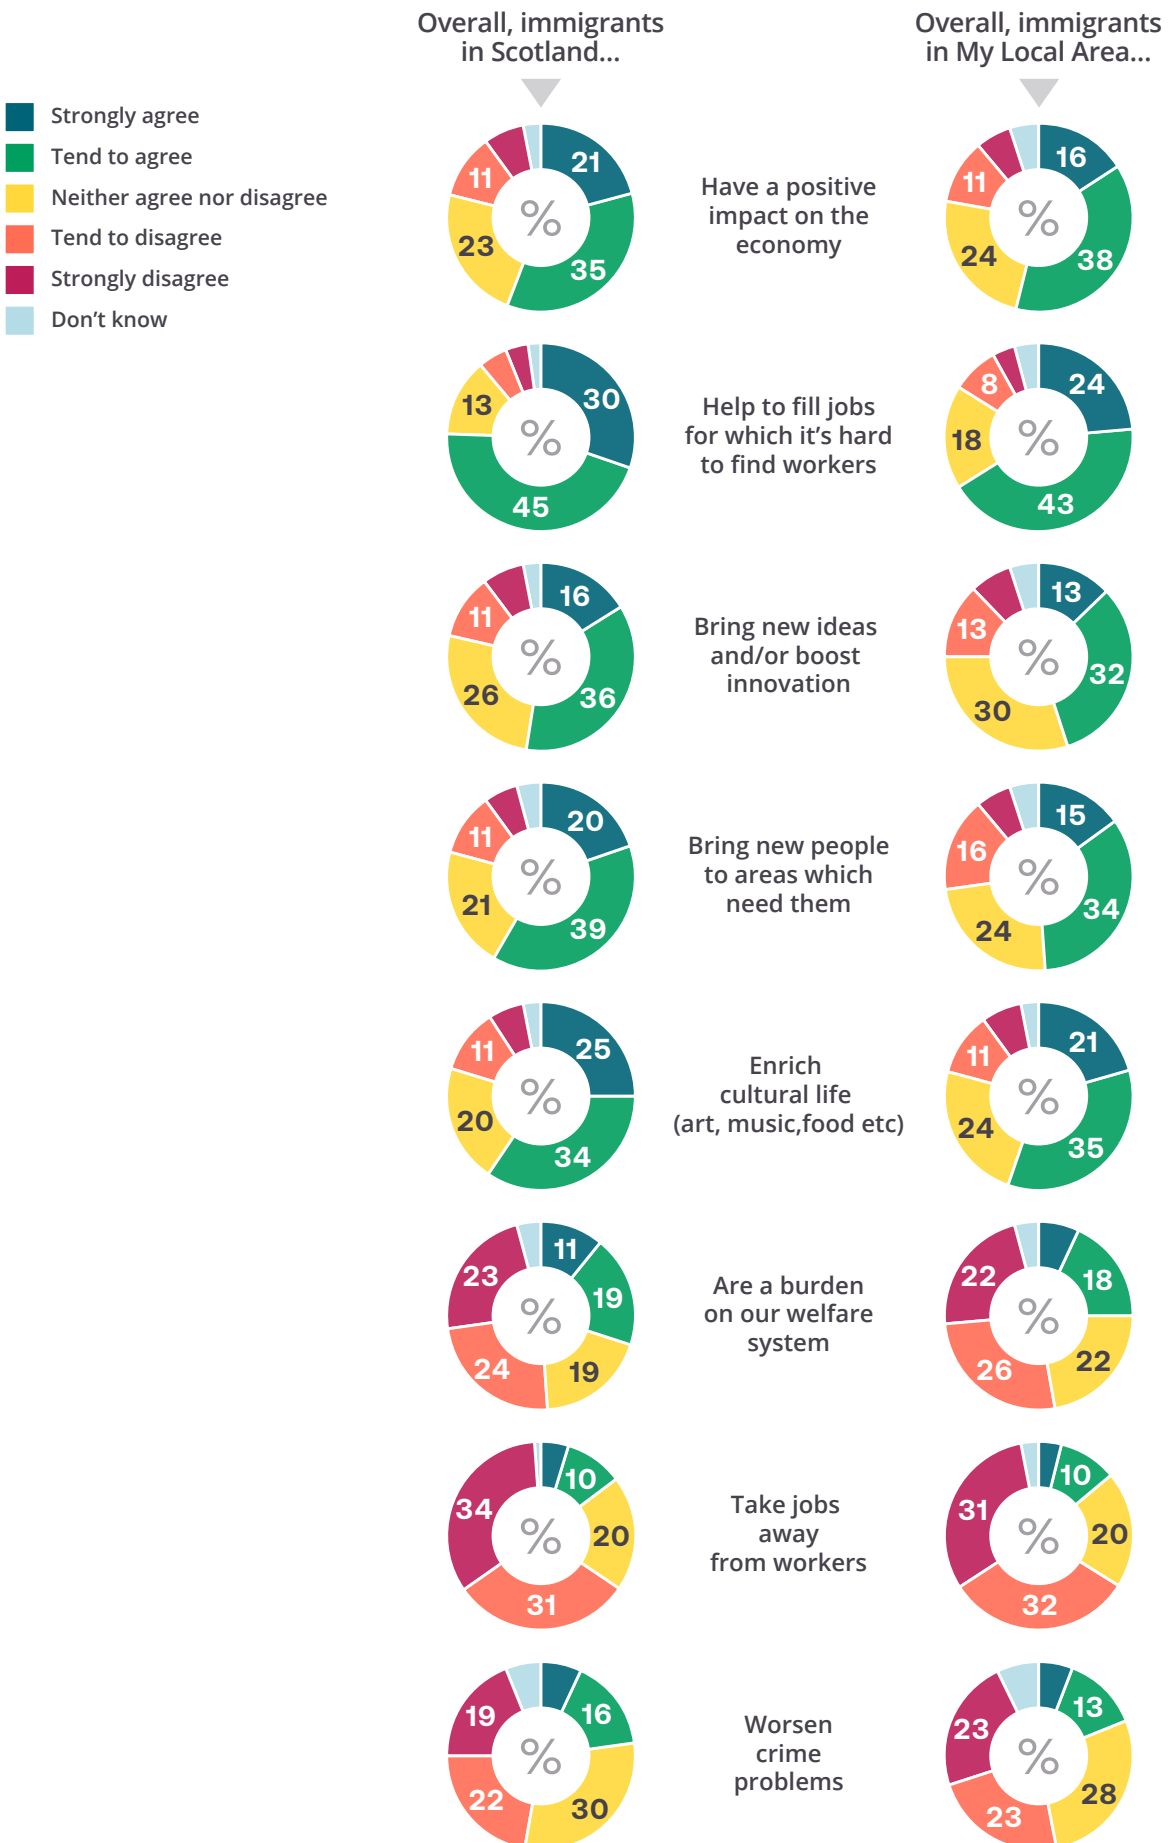 Overall, immigrants
in Scotland...
Overall, immigrants
in My Local Area...
Strongly agree
Tend to agree
Neither agree nor disagree
Tend to disagree
Strongly disagree
Don't know
21
35
23
11
%
Have a positive
impact on the
economy
16
38
24
11
%
30
45
13
%
Help to fill jobs
for which it's hard
to find workers
24
43
18
8
%
16
36
26
11
%
Bring new ideas
and/or boost
innovation
13
32
30
13
%
20
39
21
11
%
Bring new people
to areas which
need them
15
34
24
16
%
25
34
20
11
%
Enrich
cultural life
(art, music,food etc)
21
35
24
11
%
11
19
19
24
23
%
Are a burden
on our welfare
system
18
22
26
22
%
10
20
31
34
%
Take jobs
away
from workers
10
20
32
31
%
16
30
22
19
%
Worsen
crime
problems
13
28
23
23
%